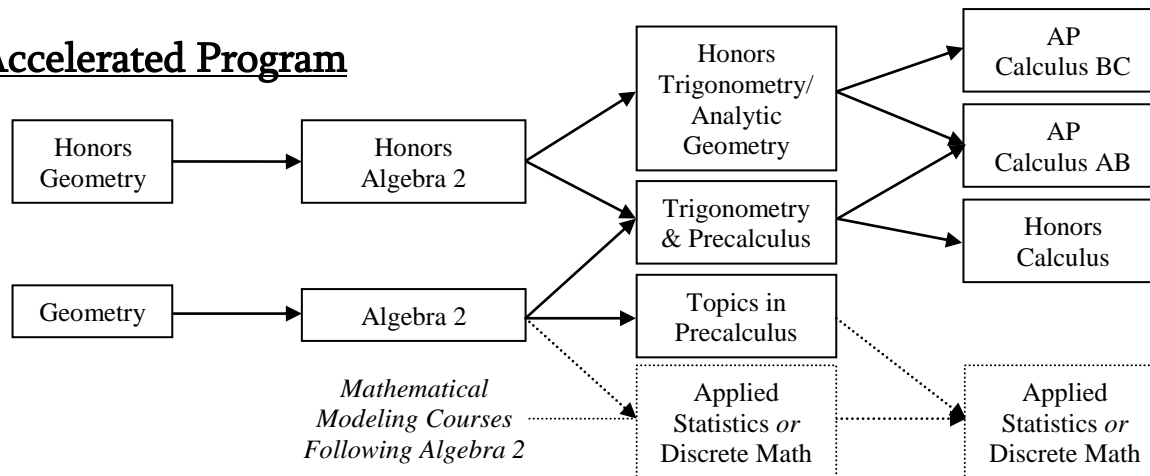 Accelerated Program
Honors
Geometry
Honors
Algebra 2
Honors
Trigonometry/
Analytic
Geometry
AP
Calculus BC
AP
Calculus AB
Trigonometry
& Precalculus
Honors
Calculus
Geometry
Algebra 2
Topics in
Precalculus
Mathematical
Modeling Courses
Following Algebra 2
Applied
Statistics or
Discrete Math
Applied
Statistics or
Discrete Math